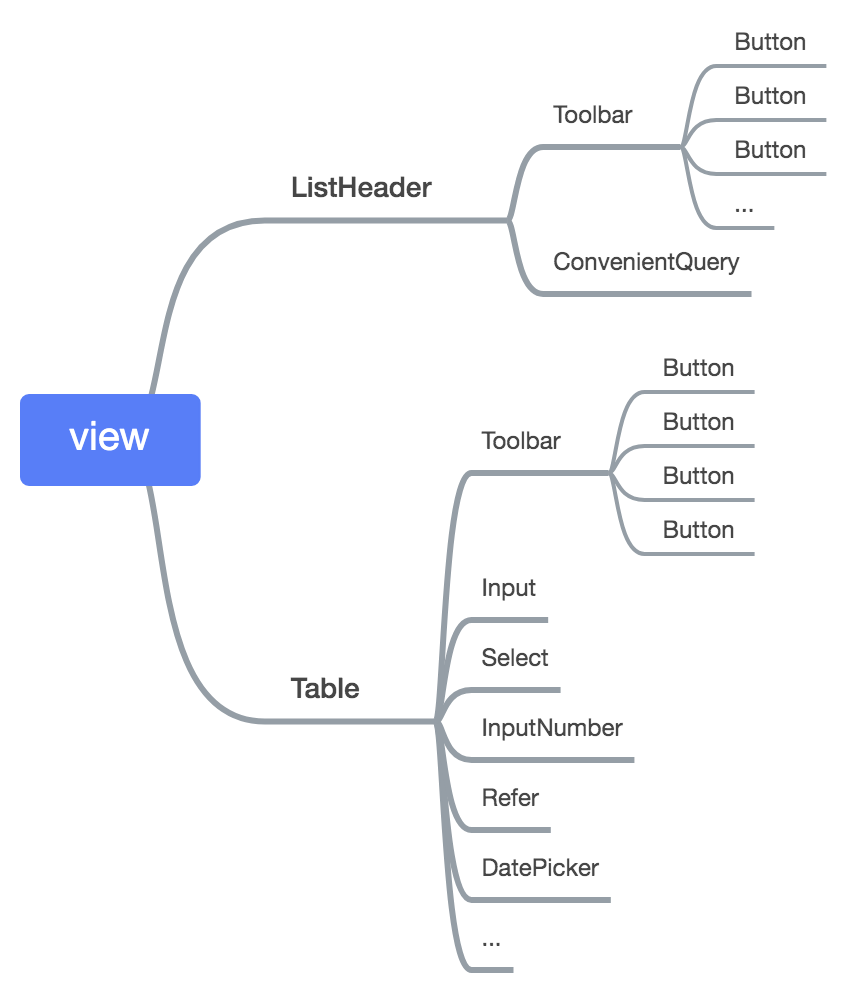 view
ListHeader
Toolbar
Button
Button
Button
...
ConvenientQuery
Table
Toolbar
Button
Button
Button
Button
Input
Select
InputNumber
Refer
DatePicker
...